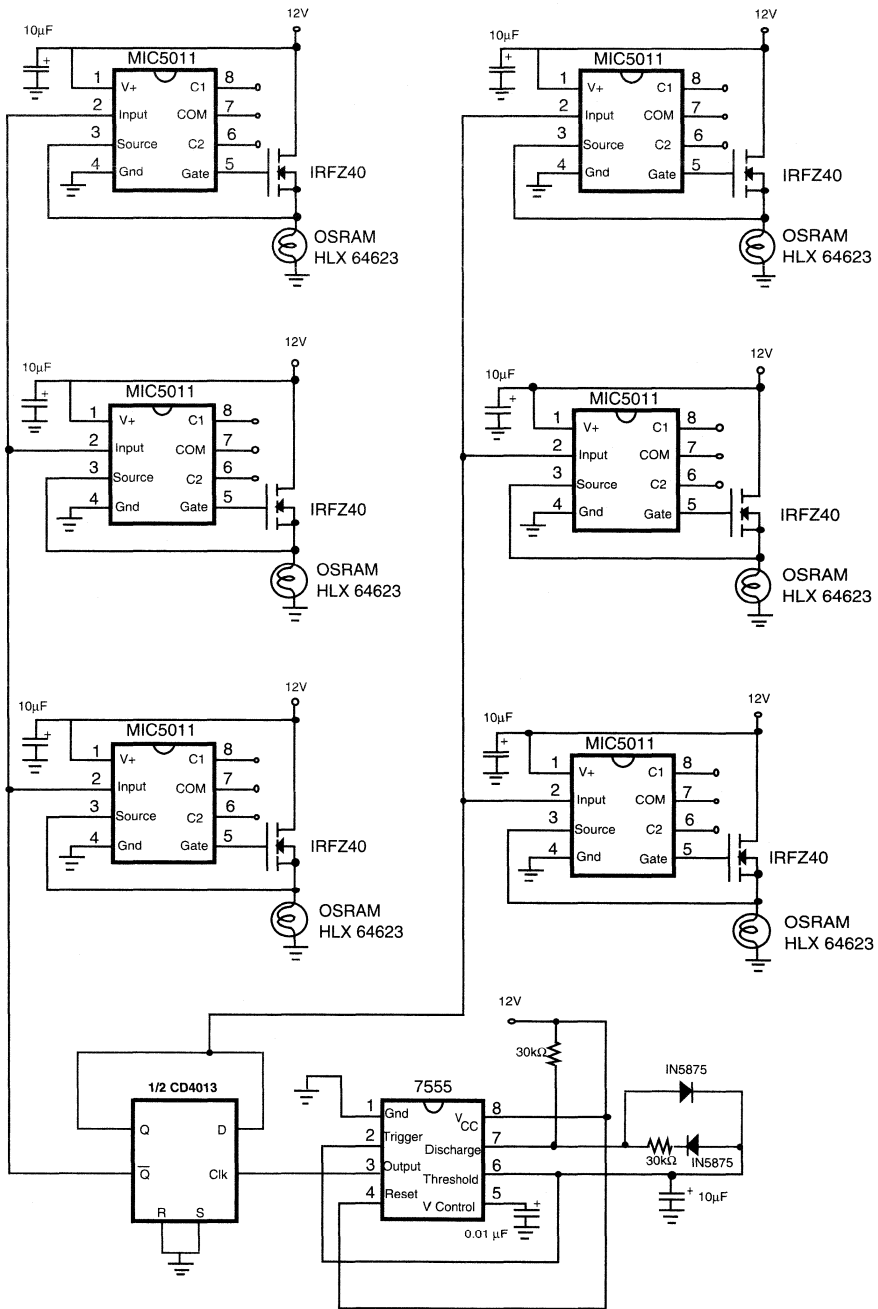 12V
10µF
+
MIC5011
1 V+ C1 8
2 Input COM 7
3 Source C2 6
4 Gnd Gate 5
IRFZ40
OSRAM
HLX 64623
12V
10µF
+
MIC5011
1 V+ C1 8
2 Input COM 7
3 Source C2 6
4 Gnd Gate 5
IRFZ40
OSRAM
HLX 64623
12V
10µF
+
MIC5011
1 V+ C1 8
2 Input COM 7
3 Source C2 6
4 Gnd Gate 5
IRFZ40
OSRAM
HLX 64623
12V
10µF
+
MIC5011
1 V+ C1 8
2 Input COM 7
3 Source C2 6
4 Gnd Gate 5
IRFZ40
OSRAM
HLX 64623
12V
10µF
+
MIC5011
1 V+ C1 8
2 Input COM 7
3 Source C2 6
4 Gnd Gate 5
IRFZ40
OSRAM
HLX 64623
12V
10µF
+
MIC5011
1 V+ C1 8
2 Input COM 7
3 Source C2 6
4 Gnd Gate 5
IRFZ40
OSRAM
HLX 64623
1/2 CD4013
Q D
Q̅ Clk
R S
12V
30kΩ
7555
1 Gnd VCC 8
2 Trigger Discharge 7
3 Output Threshold 6
4 Reset V Control 5
+
0.01 µF
IN5875
30kΩ
IN5875
+
10µF